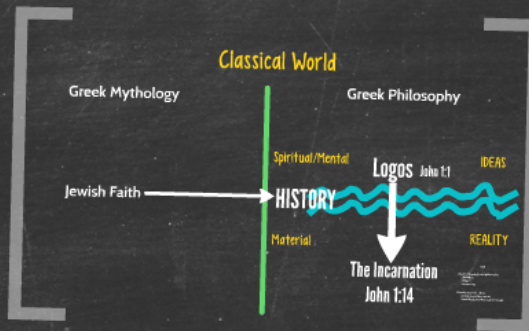 Classical World
Greek Mythology
Greek Philosophy
Spiritual/Mental
Logos John 1:1
IDEAS
Jewish Faith
HISTORY
Material
REALITY
The Incarnation
John 1:14